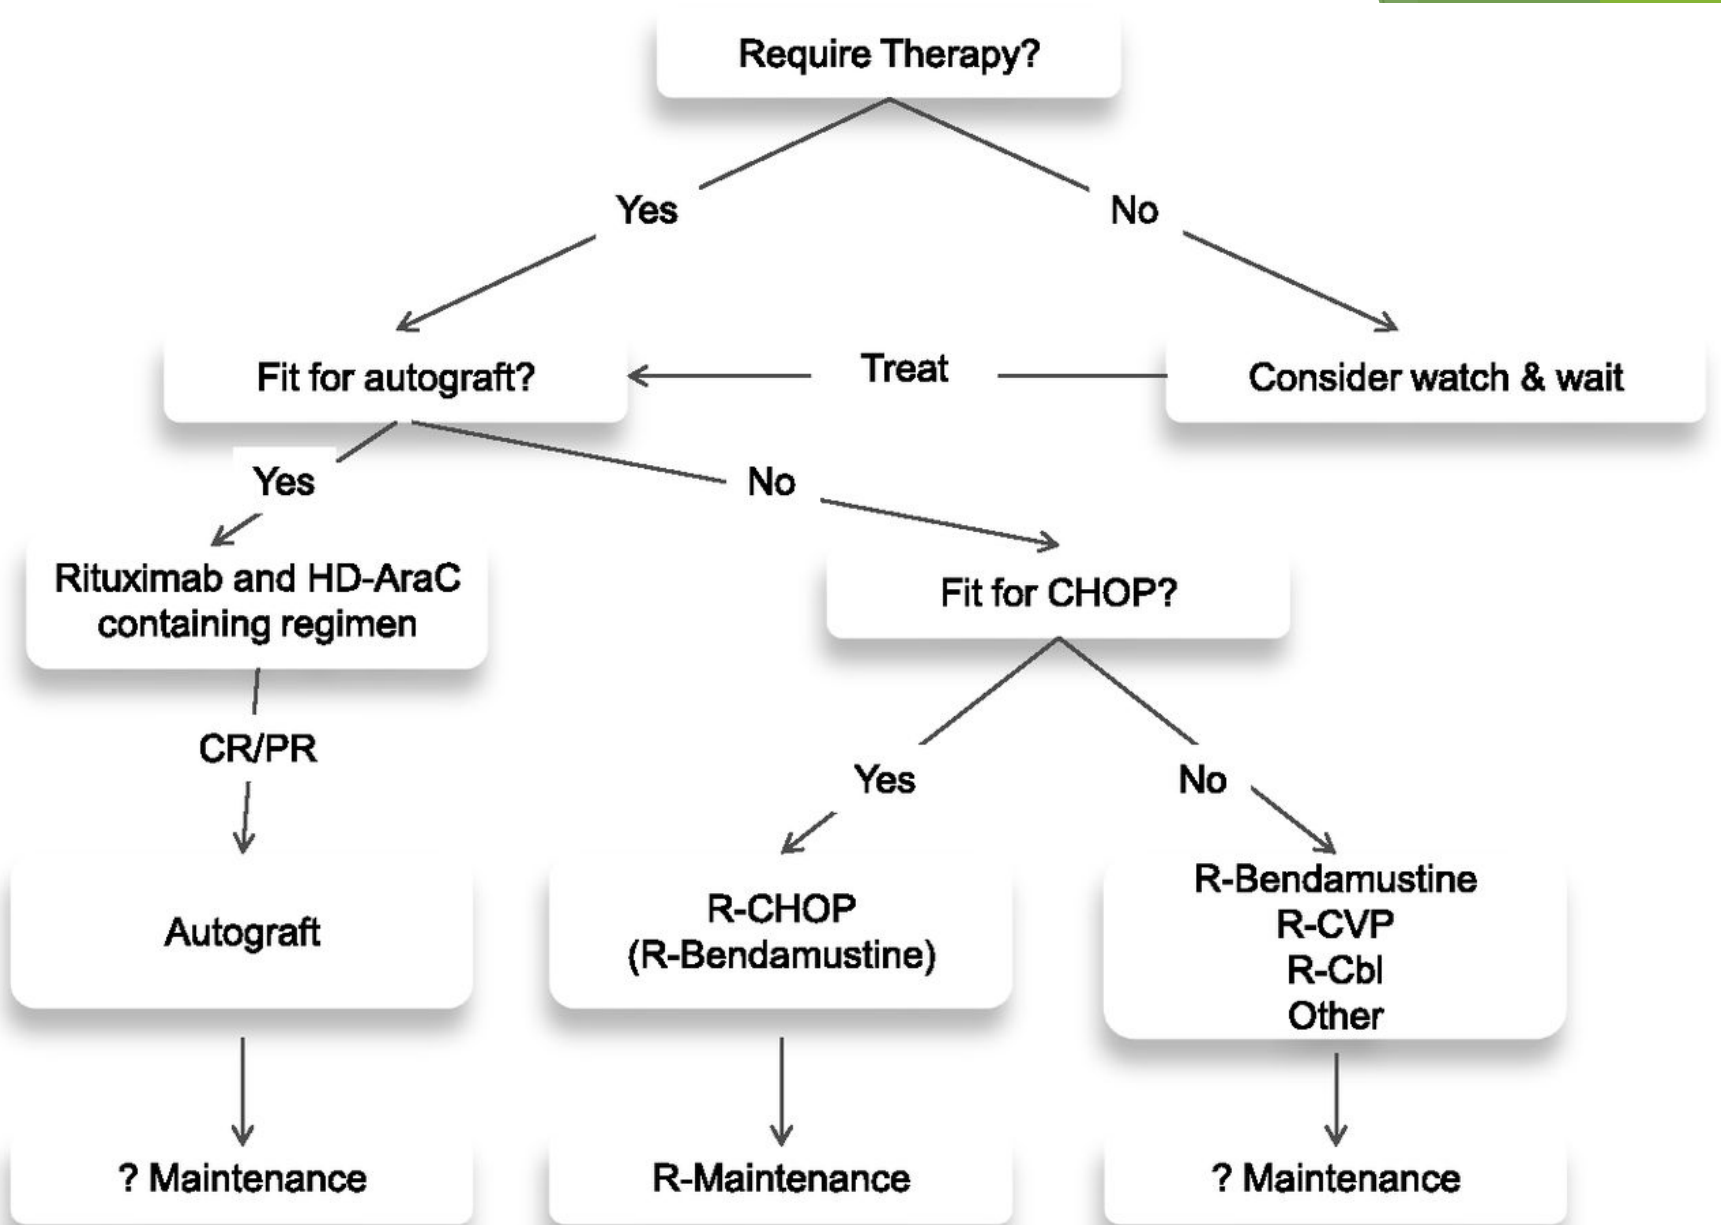 Require Therapy?
Yes
No
Fit for autograft?
Treat
Consider watch & wait
Yes
No
Rituximab and HD-AraC
containing regimen
Fit for CHOP?
CR/PR
Yes
No
Autograft
R-CHOP
(R-Bendamustine)
R-Bendamustine
R-CVP
R-Cbl
Other
? Maintenance
R-Maintenance
? Maintenance